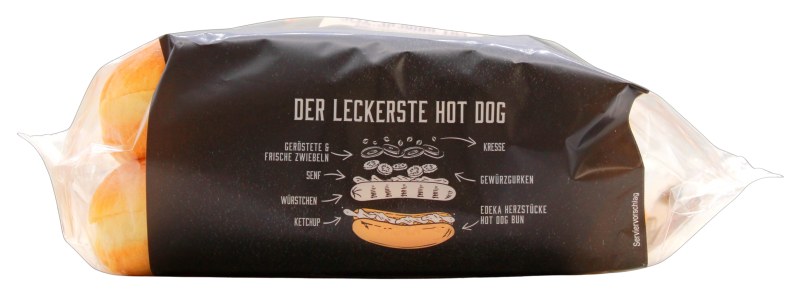 DER LECKERSTE HOT DOG
GERÖSTETE &
FRISCHE ZWIEBELN
KRESSE
SENF
GEWÜRZGURKEN
WÜRSTCHEN
EDEKA HERZSTÜCKE
HOT DOG BUN
KETCHUP
Serviervorschlag